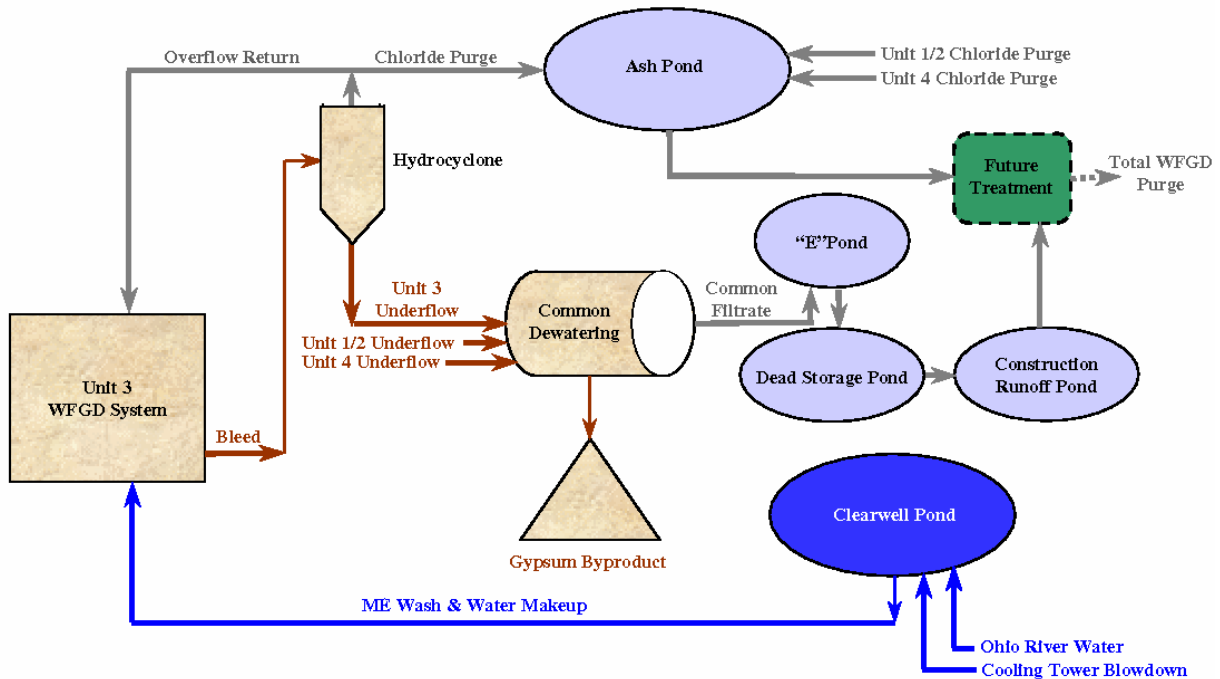 Overflow Return
Chloride Purge
Ash Pond
Unit 1/2 Chloride Purge
Unit 4 Chloride Purge
Hydrocyclone
Future
Treatment
Total WFGD
Purge
“E”Pond
Unit 3
Underflow
Common
Dewatering
Common
Filtrate
Unit 1/2 Underflow
Unit 4 Underflow
Dead Storage Pond
Construction
Runoff Pond
Unit 3
WFGD System
Bleed
Clearwell Pond
Gypsum Byproduct
ME Wash & Water Makeup
Ohio River Water
Cooling Tower Blowdown